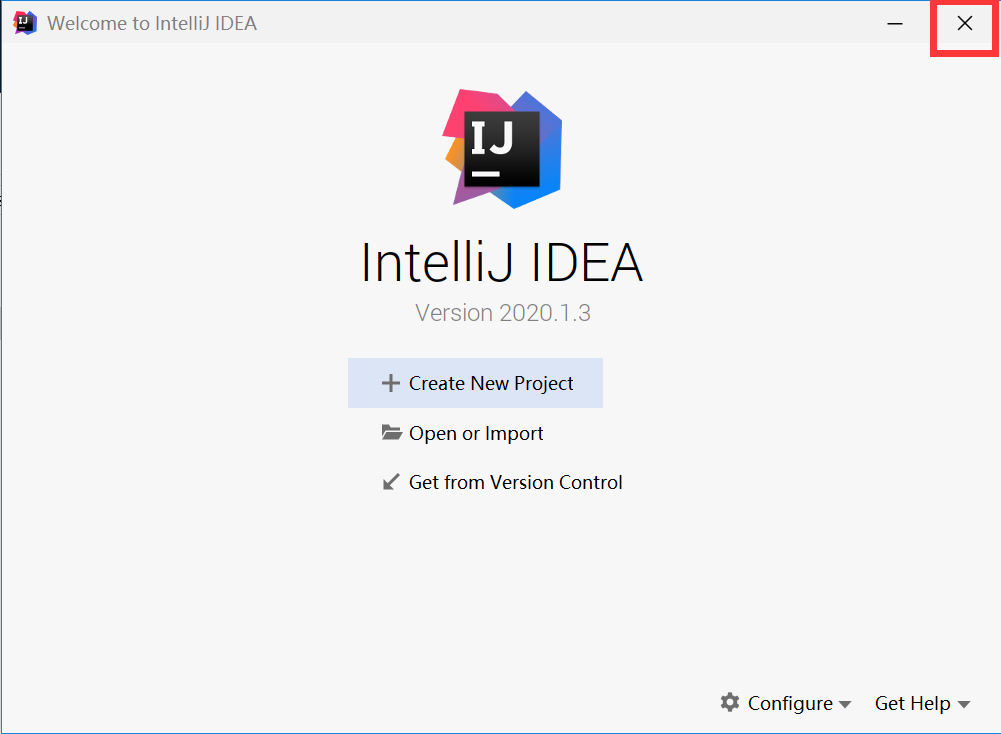 Welcome to IntelliJ IDEA
IJ
IntelliJ IDEA
Version 2020.1.3
Create New Project
Open or Import
Get from Version Control
Configure Get Help